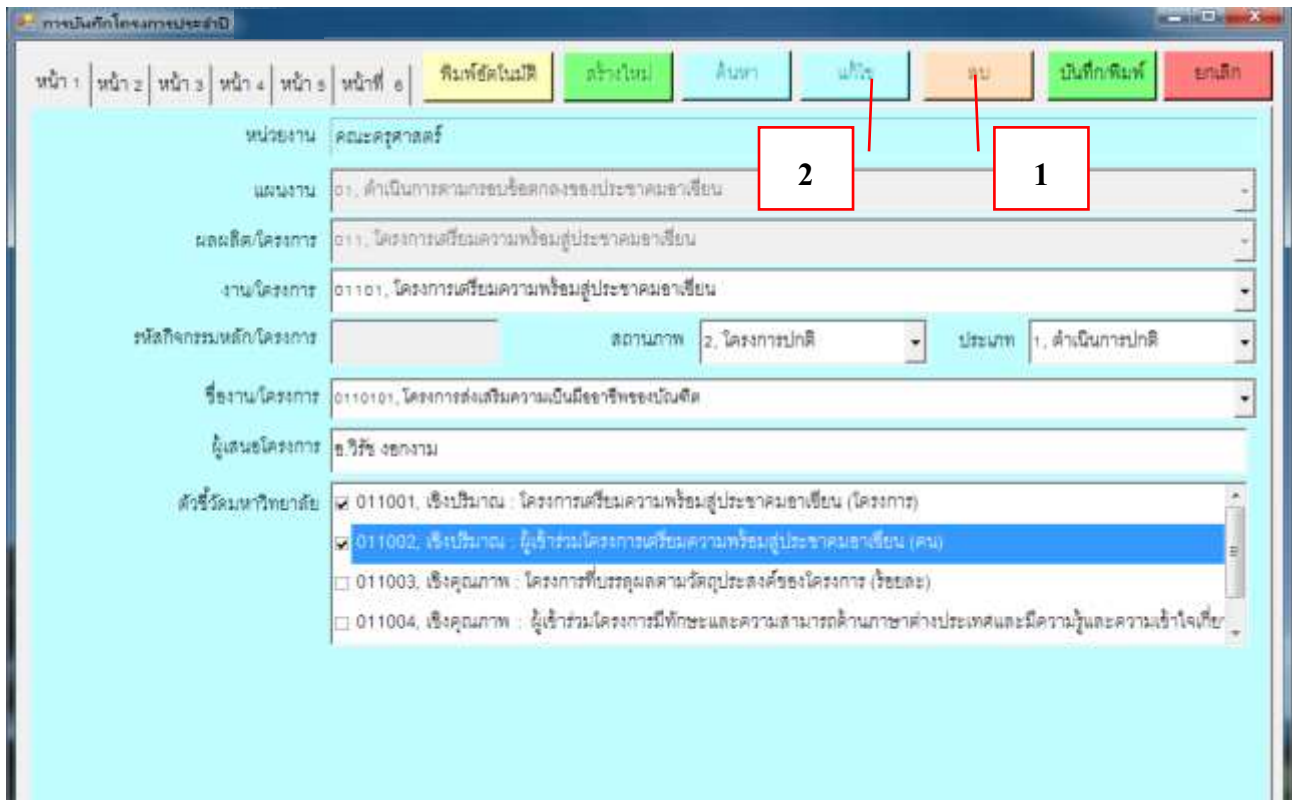 การบันทึกโครงการประจำปี
หน้า 1 หน้า 2 หน้า 3 หน้า 4 หน้า 5 หน้าที่ 6 พิมพ์อัตโนมัติ สร้างใหม่ ค้นหา แก้ไข ลบ บันทึก/พิมพ์ ยกเลิก
2 1
หน่วยงาน คณะครุศาสตร์
แผนงาน 01, ดำเนินการตามกรอบข้อตกลงของประชาคมอาเซียน
ผลผลิต/โครงการ 011, โครงการเตรียมความพร้อมสู่ประชาคมอาเซียน
งาน/โครงการ 01101, โครงการเตรียมความพร้อมสู่ประชาคมอาเซียน
รหัสกิจกรรมหลัก/โครงการ สถานภาพ 2, โครงการปกติ ประเภท 1, ดำเนินการปกติ
ชื่องาน/โครงการ 0110101, โครงการส่งเสริมความเป็นมืออาชีพของบัณฑิต
ผู้เสนอโครงการ อ.วิรัช งอกงาม
ตัวชี้วัดมหาวิทยาลัย 011001, เชิงปริมาณ : โครงการเตรียมความพร้อมสู่ประชาคมอาเซียน (โครงการ)
011002, เชิงปริมาณ : ผู้เข้าร่วมโครงการเตรียมความพร้อมสู่ประชาคมอาเซียน (คน)
011003, เชิงคุณภาพ : โครงการที่บรรลุผลตามวัตถุประสงค์ของโครงการ (ร้อยละ)
011004, เชิงคุณภาพ : ผู้เข้าร่วมโครงการมีทักษะและความสามารถด้านภาษาต่างประเทศและมีความรู้และความเข้าใจเกี่ย